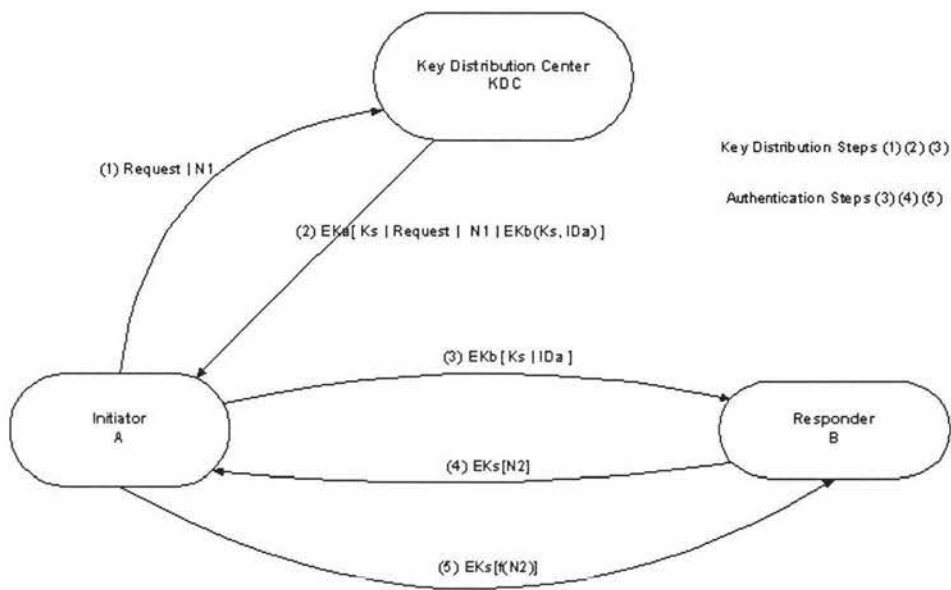 Key Distribution Center
KDC
(1) Request | N1
Key Distribution Steps (1) (2) (3)
Authentication Steps (3) (4) (5)
(2) EKa[ Ks | Request | N1 | EKb(Ks, IDa) ]
(3) EKb [ Ks | IDa ]
Initiator
A
Responder
B
(4) EKs[N2]
(5) EKs[f(N2)]